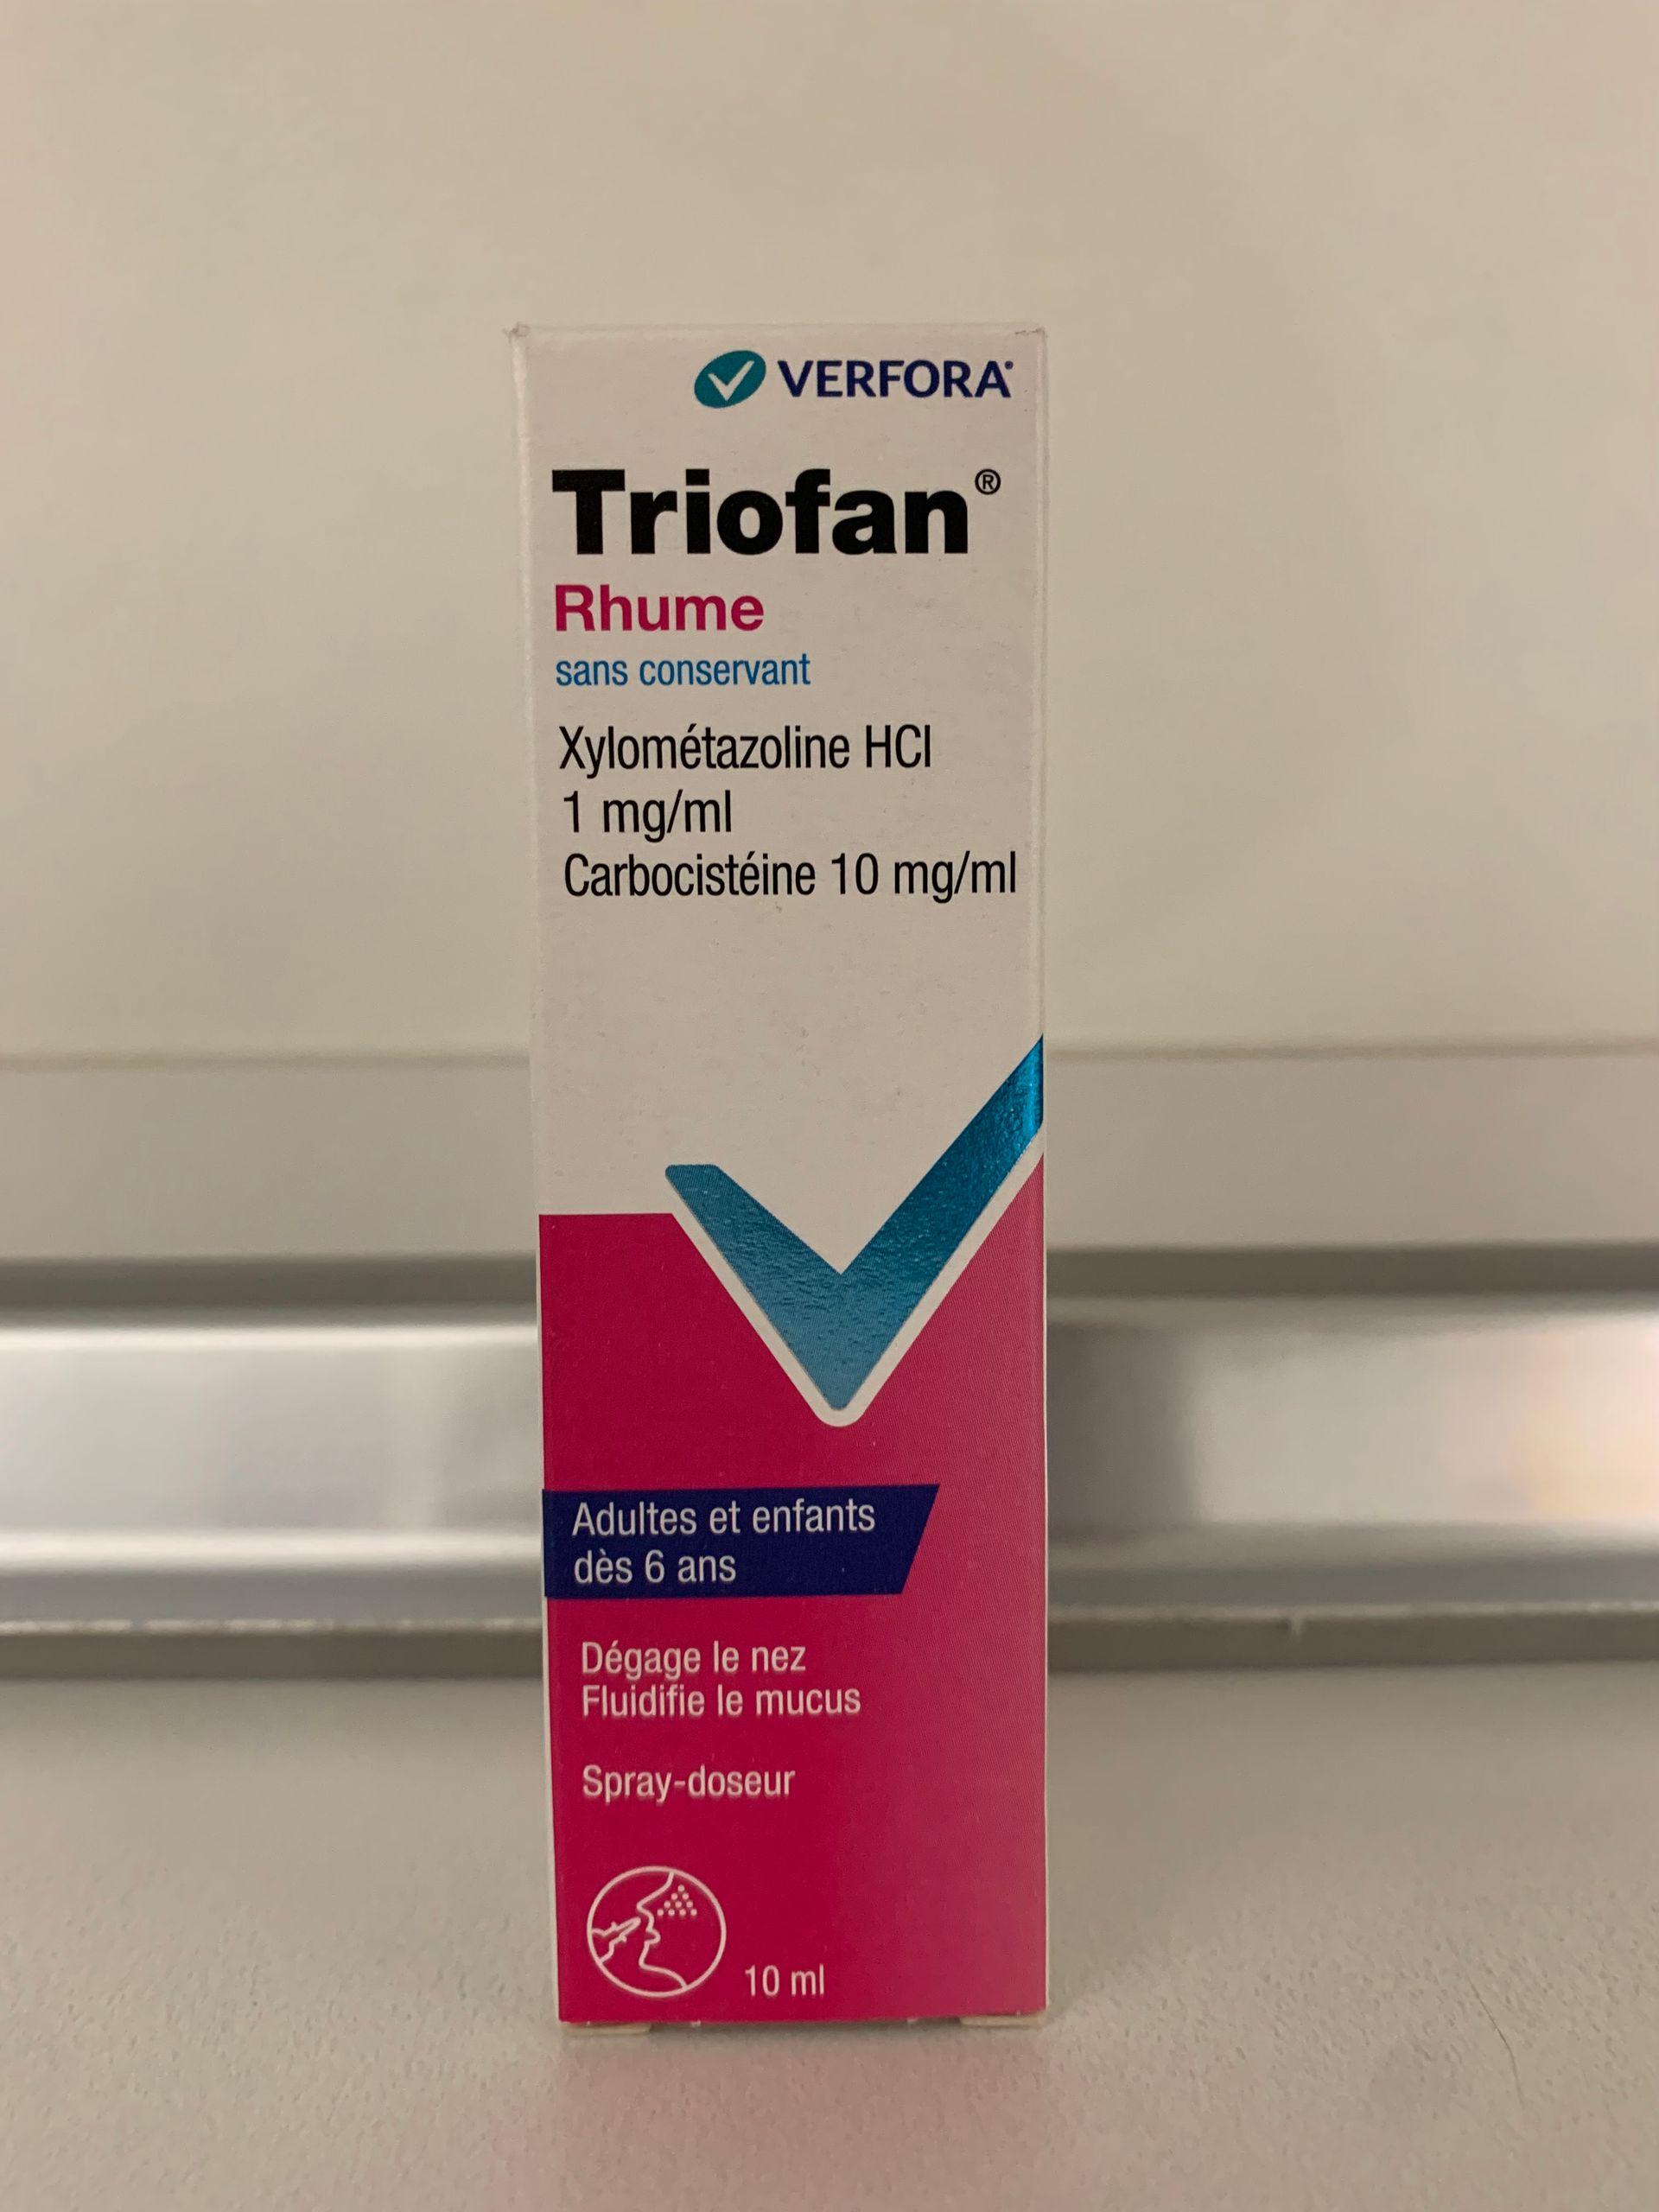 VERFORA®
Triofan®
Rhume
sans conservant
Xylométazoline HCl
1 mg/ml
Carbocistéine 10 mg/ml
Adultes et enfants
dès 6 ans
Dégage le nez
Fluidifie le mucus
Spray-doseur
10 ml